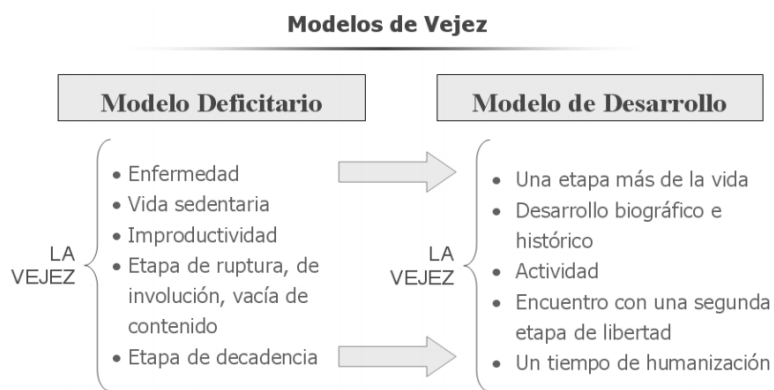 Modelos de Vejez
Modelo Deficitario
LA
VEJEZ
• Enfermedad
• Vida sedentaria
• Improductividad
• Etapa de ruptura, de
involución, vacía de
contenido
• Etapa de decadencia
Modelo de Desarrollo
LA
VEJEZ
• Una etapa más de la vida
• Desarrollo biográfico e
histórico
• Actividad
• Encuentro con una segunda
etapa de libertad
• Un tiempo de humanización